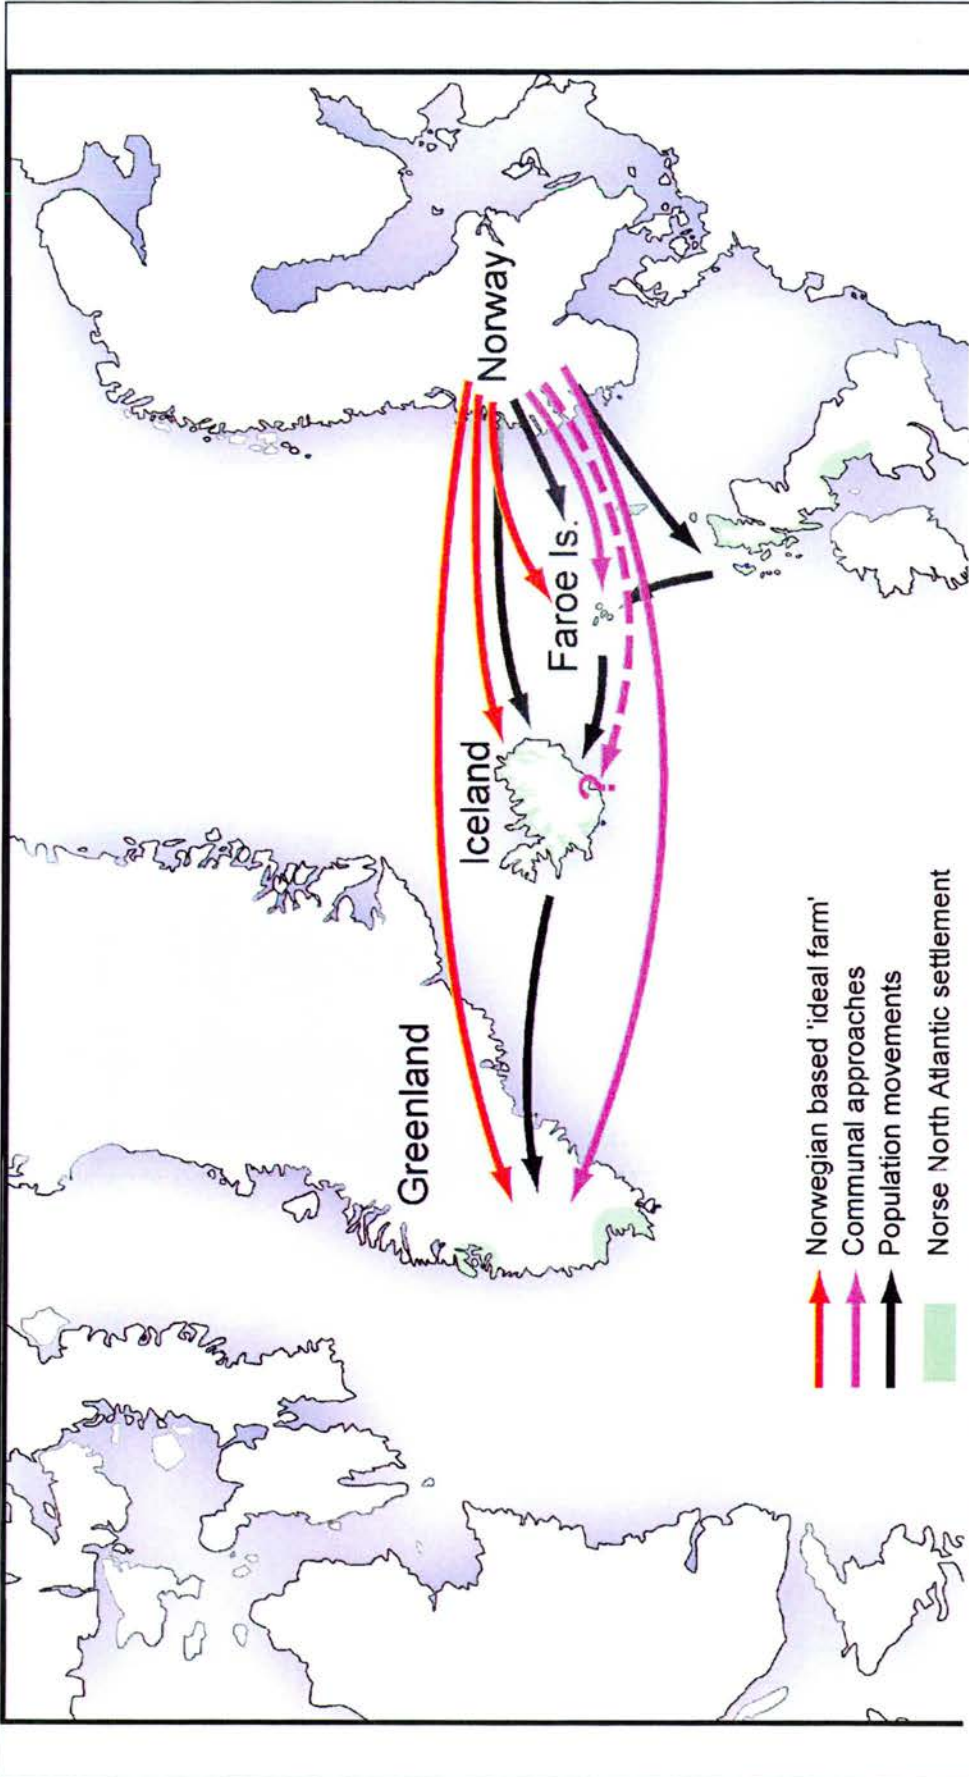 Greenland
Iceland
Faroe Is.
Norway
?
Norwegian based 'ideal farm'
Communal approaches
Population movements
Norse North Atlantic settlement